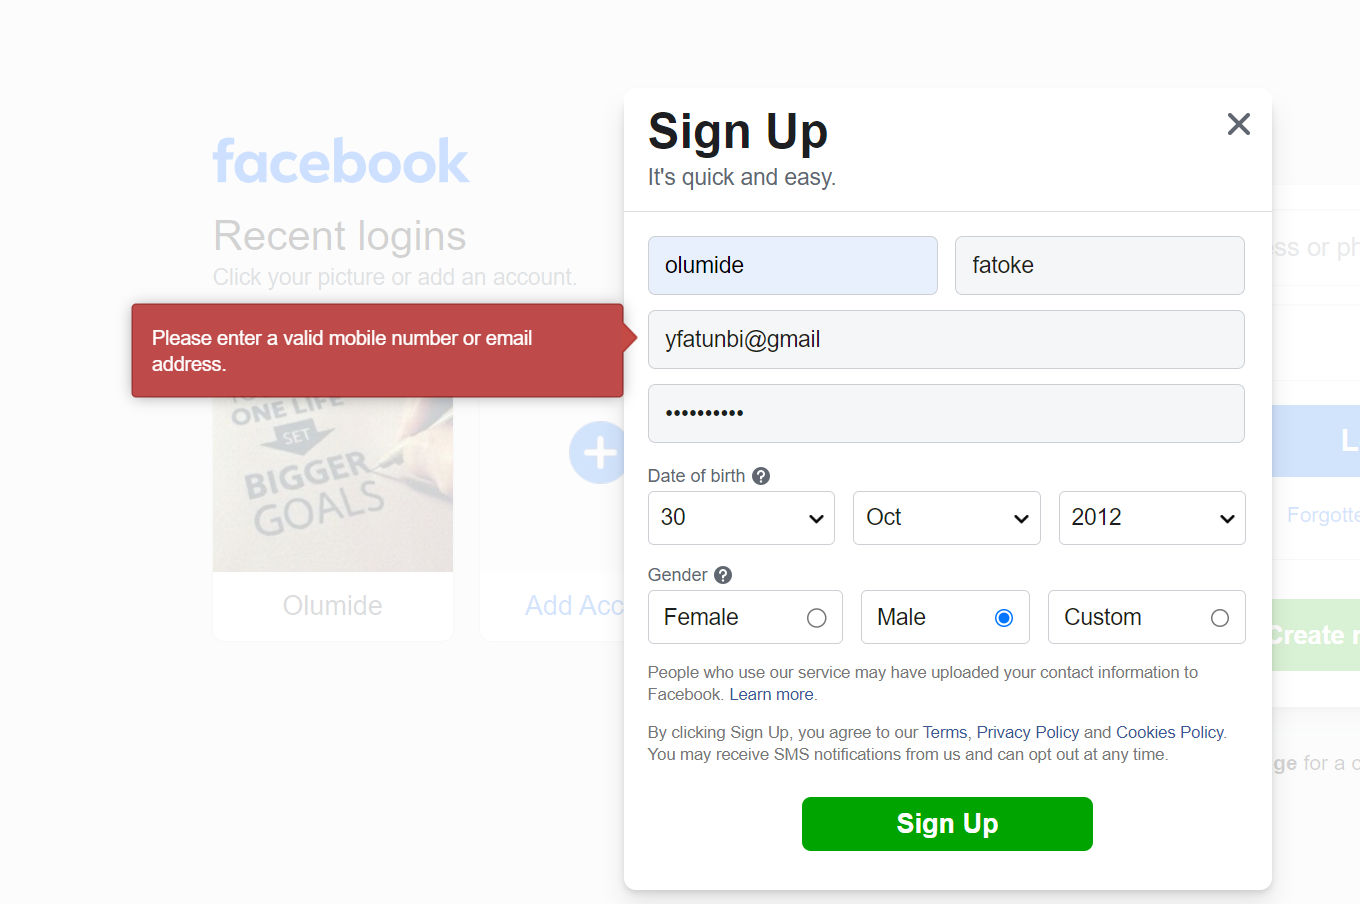 facebook
Recent logins
Click your picture or add an account.
Please enter a valid mobile number or email
address.
ONE LIFE
SET
BIGGER
GOALS
Olumide
Add Acc
Sign Up
It's quick and easy.
olumide
fatoke
yfatunbi@gmail
••••••••••
Date of birth
30
Oct
2012
Gender
Female
Male
Custom
People who use our service may have uploaded your contact information to
Facebook. Learn more.
By clicking Sign Up, you agree to our Terms, Privacy Policy and Cookies Policy.
You may receive SMS notifications from us and can opt out at any time.
Sign Up
ss or ph
L
Forgotte
Create
ge for a c